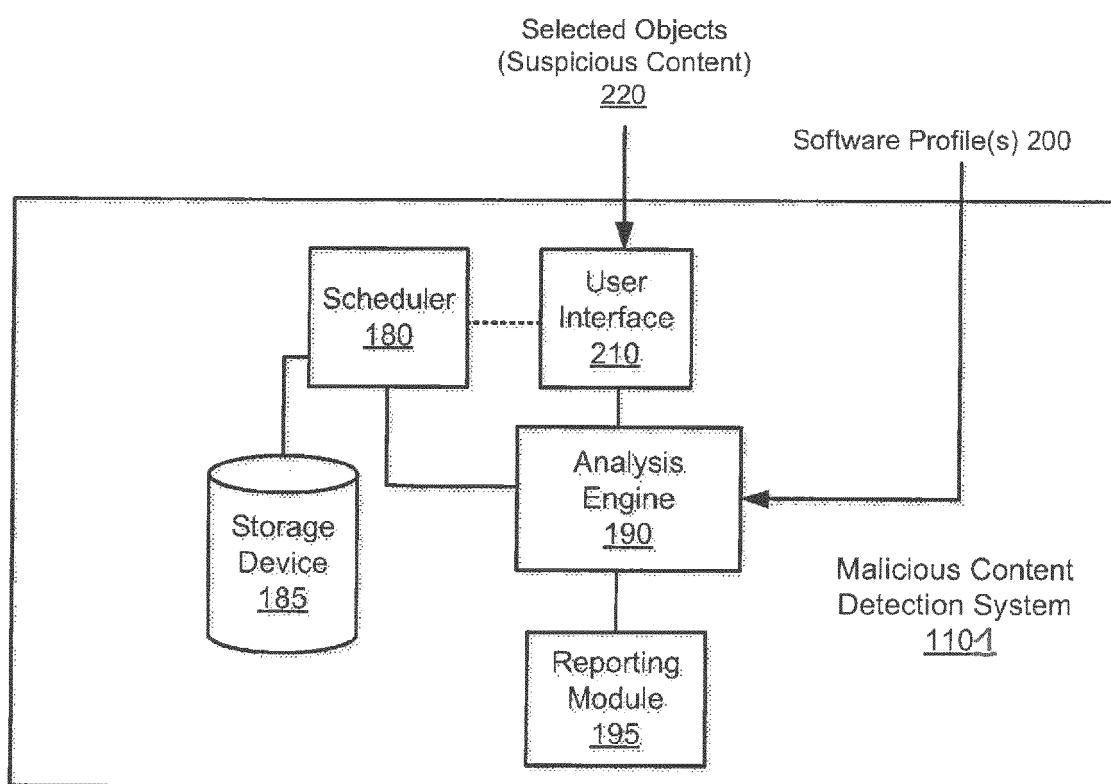 Selected Objects
(Suspicious Content)
220
Software Profile(s) 200
Scheduler
180
User
Interface
210
Analysis
Engine
190
Storage
Device
185
Malicious Content
Detection System
1101
Reporting
Module
195